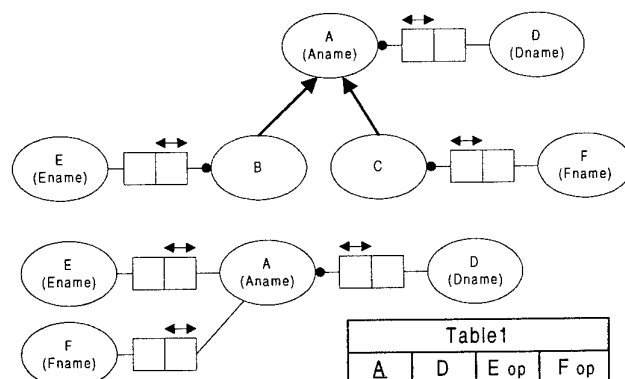 A
(Aname)
D
(Dname)
E
(Ename)
B
C
F
(Fname)
E
(Ename)
A
(Aname)
D
(Dname)
F
(Fname)
Table1
A D E op F op